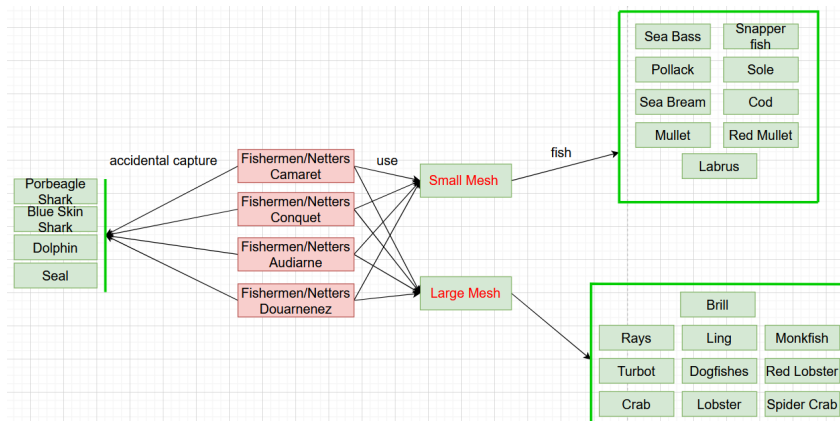 Sea Bass
Snapper
fish
Pollack
Sole
Sea Bream
Cod
Mullet
Red Mullet
Labrus
fish
accidental capture
Fishermen/Netters
Camaret
use
Small Mesh
Porbeagle
Shark
Blue Skin
Shark
Dolphin
Seal
Fishermen/Netters
Conquet
Fishermen/Netters
Audiarne
Fishermen/Netters
Douarnenez
Large Mesh
Brill
Rays
Ling
Monkfish
Turbot
Dogfishes
Red Lobster
Crab
Lobster
Spider Crab